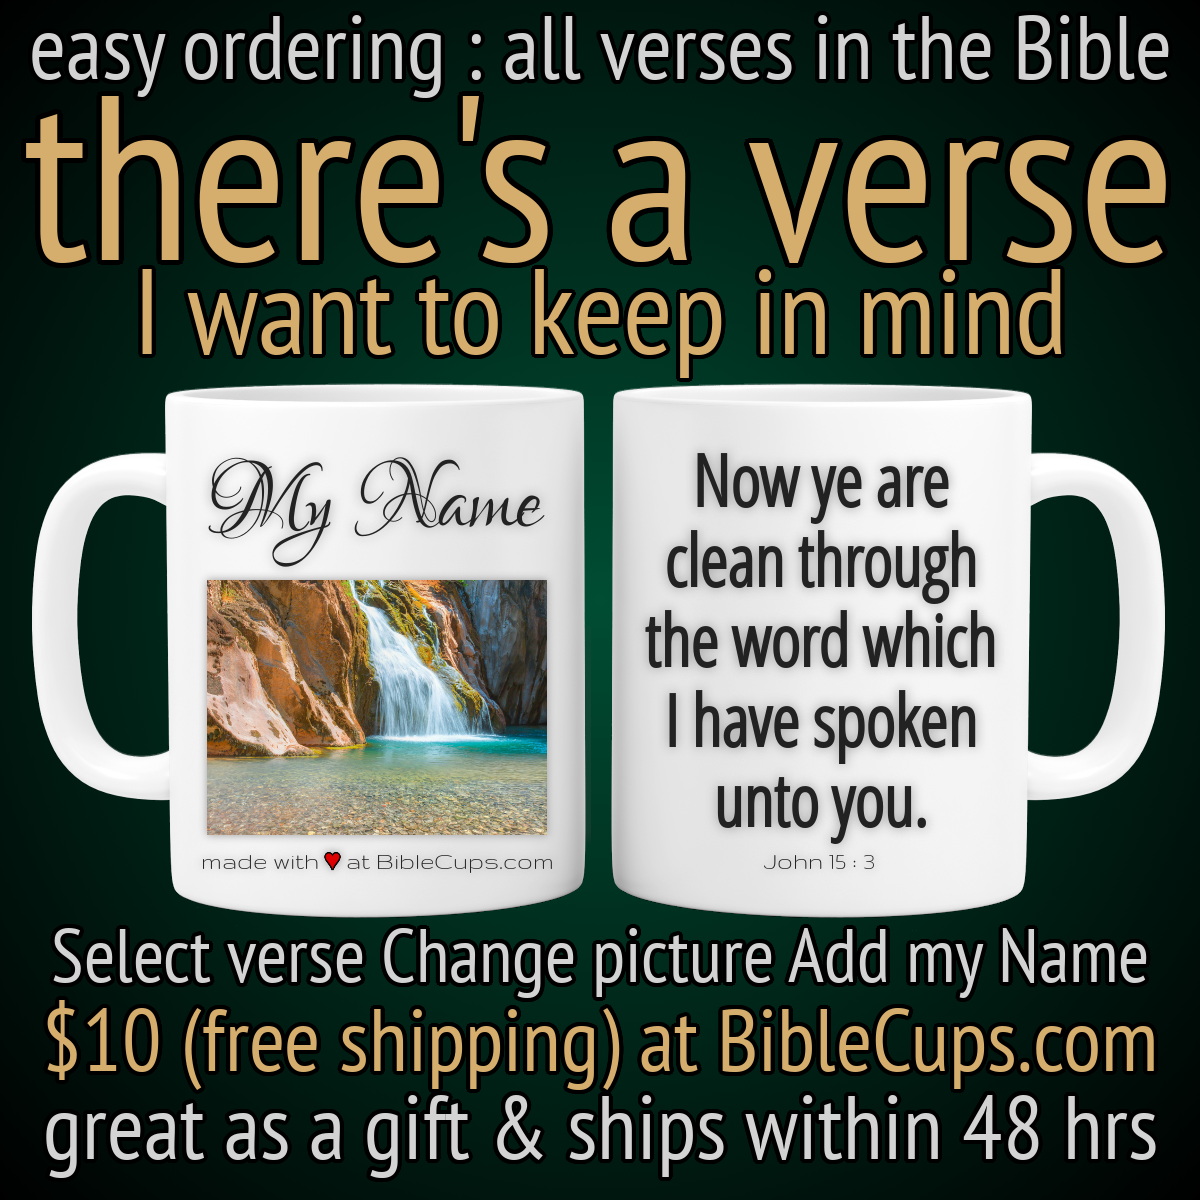 easy ordering : all verses in the Bible
there's a verse
I want to keep in mind
My Name
made with ❤ at BibleCups.com
Now ye are
clean through
the word which
I have spoken
unto you.
John 15 : 3
Select verse Change picture Add my Name
$10 (free shipping) at BibleCups.com
great as a gift & ships within 48 hrs